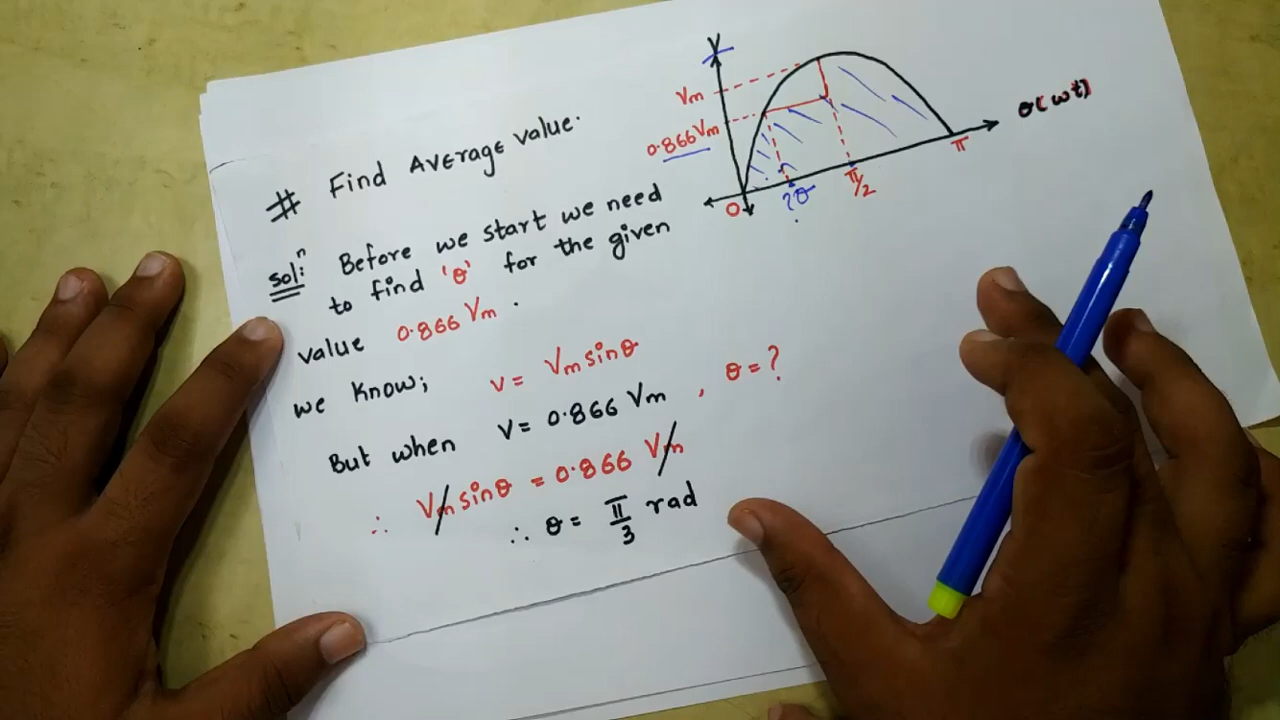 # Find Average value.
solⁿ: Before we start we need
to find 'θ' for the given
value 0.866 Vm.
we know; v = Vm sinθ
But when v = 0.866 Vm, θ = ?
∴ Vm sinθ = 0.866 Vm
∴ θ = π/3 rad
V
Vm
0.866Vm
0
?θ
π/2
π
θ(ωt)